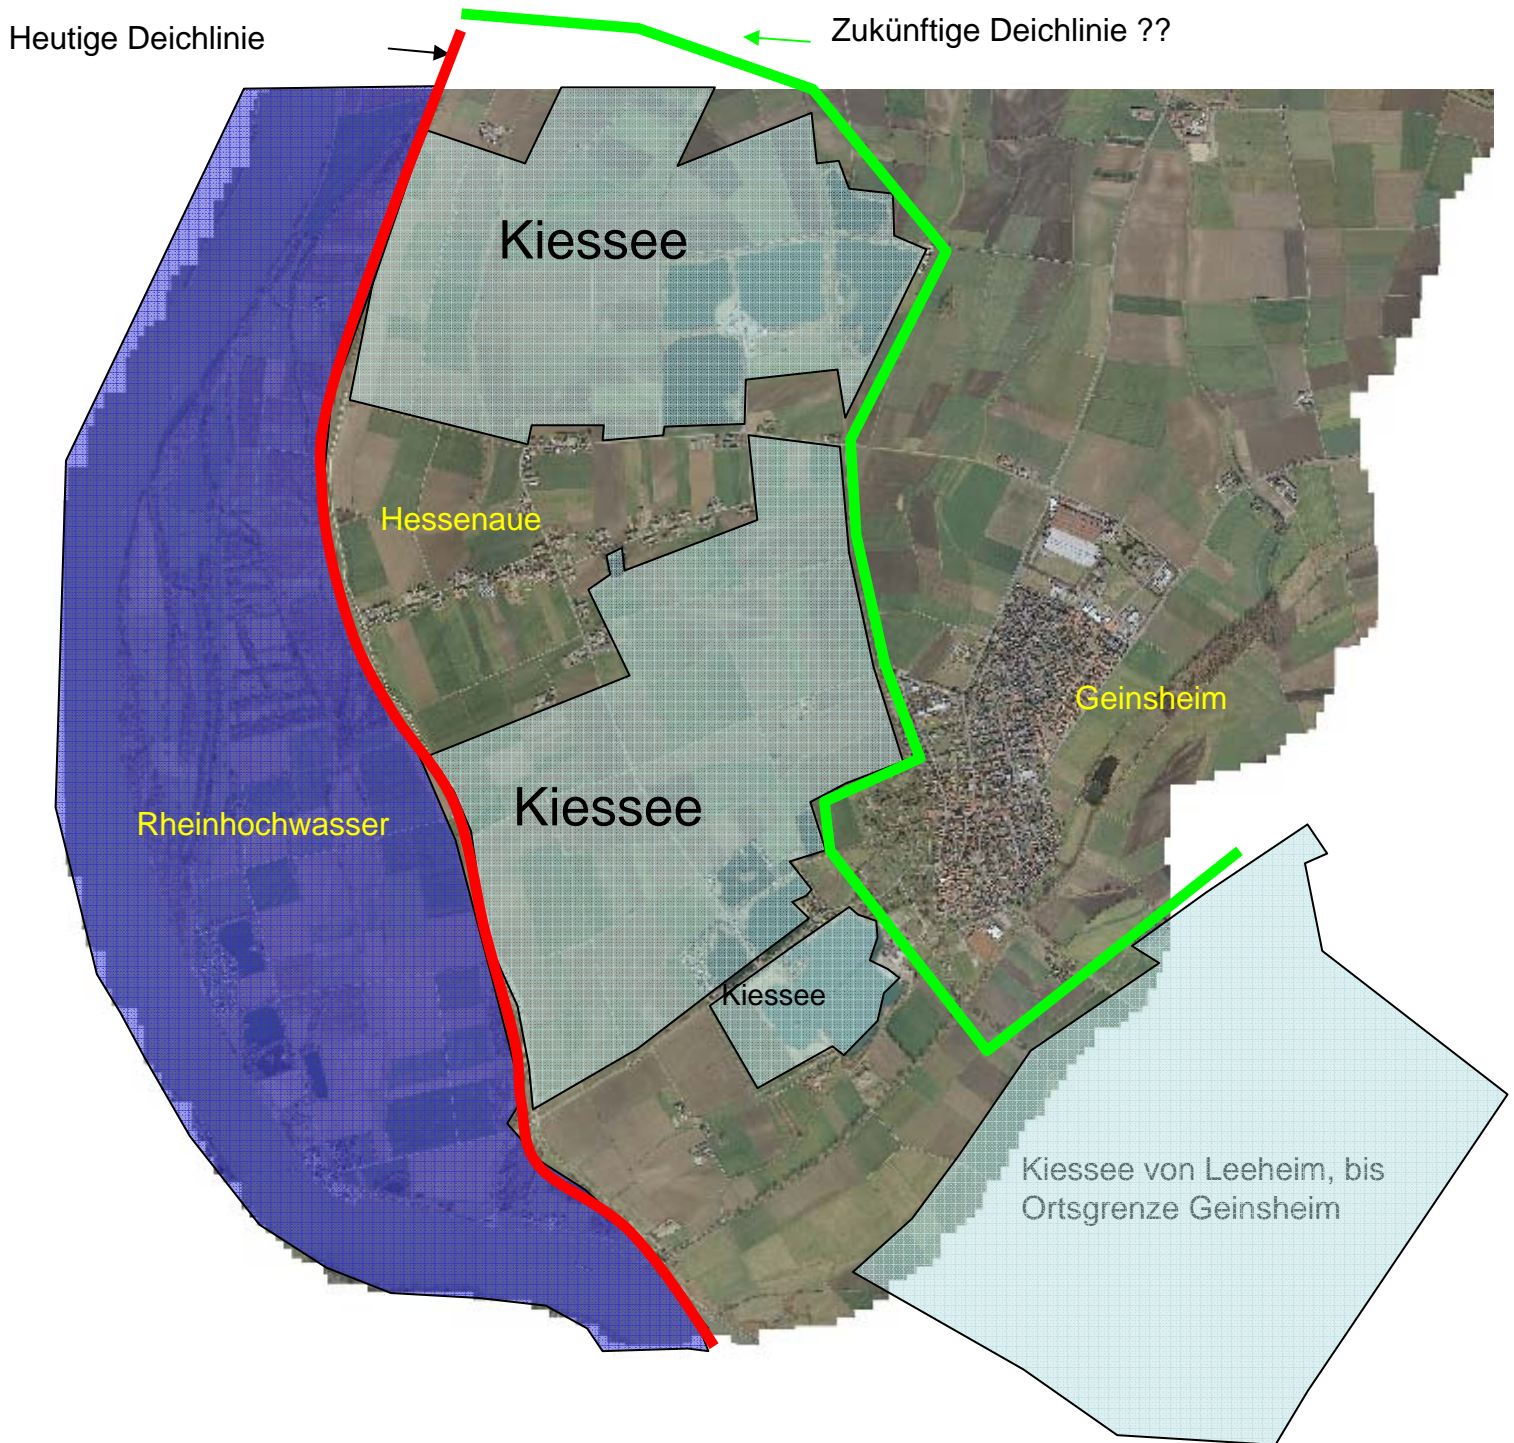 Heutige Deichlinie
Zukünftige Deichlinie ??
Kiessee
Hessenaue
Geinsheim
Kiessee
Rheinhochwasser
Kiessee
Kiessee von Leeheim, bis
Ortsgrenze Geinsheim